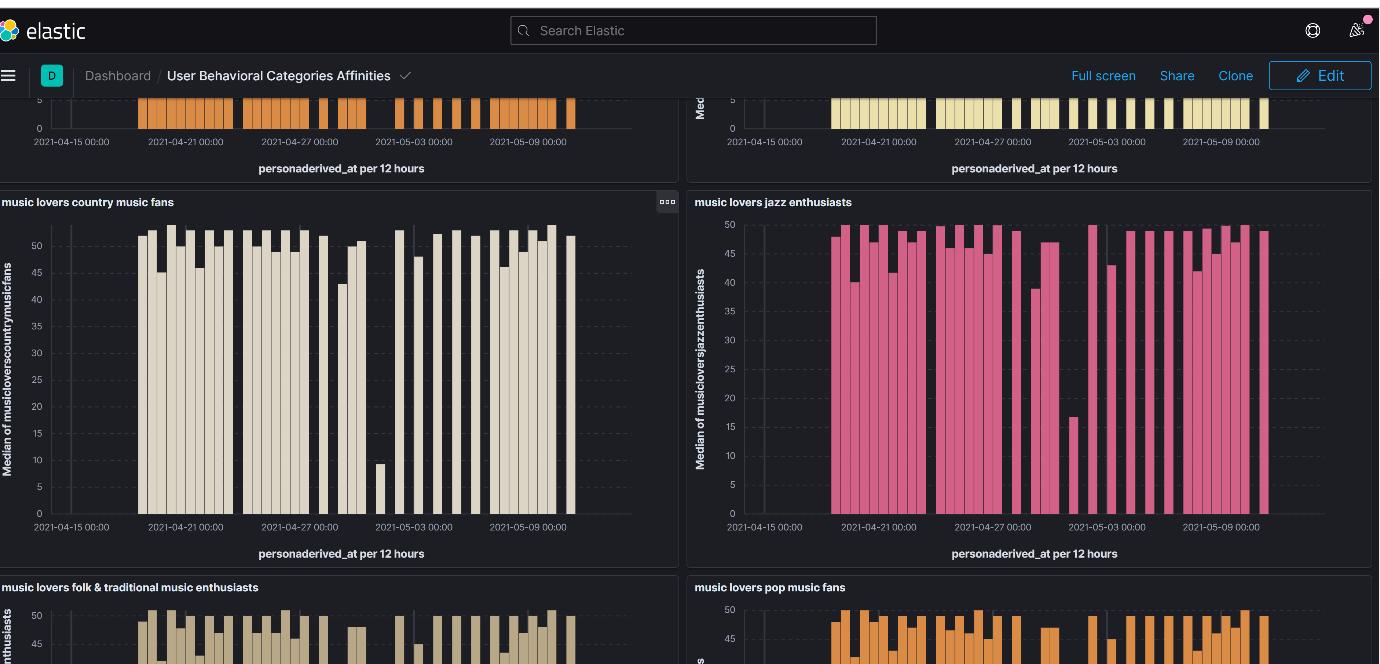 elastic
Search Elastic
D Dashboard / User Behavioral Categories Affinities
Full screen Share Clone Edit
5
0
2021-04-15 00:00 2021-04-21 00:00 2021-04-27 00:00 2021-05-03 00:00 2021-05-09 00:00
personaderived_at per 12 hours
Med
5
0
2021-04-15 00:00 2021-04-21 00:00 2021-04-27 00:00 2021-05-03 00:00 2021-05-09 00:00
personaderived_at per 12 hours
music lovers country music fans
Median of musicloverscountrymusicfans
50
45
40
35
30
25
20
15
10
5
0
2021-04-15 00:00 2021-04-21 00:00 2021-04-27 00:00 2021-05-03 00:00 2021-05-09 00:00
personaderived_at per 12 hours
music lovers jazz enthusiasts
Median of musicloversjazzenthusiasts
50
45
40
35
30
25
20
15
10
5
0
2021-04-15 00:00 2021-04-21 00:00 2021-04-27 00:00 2021-05-03 00:00 2021-05-09 00:00
personaderived_at per 12 hours
music lovers folk & traditional music enthusiasts
nthusiasts
50
45
music lovers pop music fans
50
45